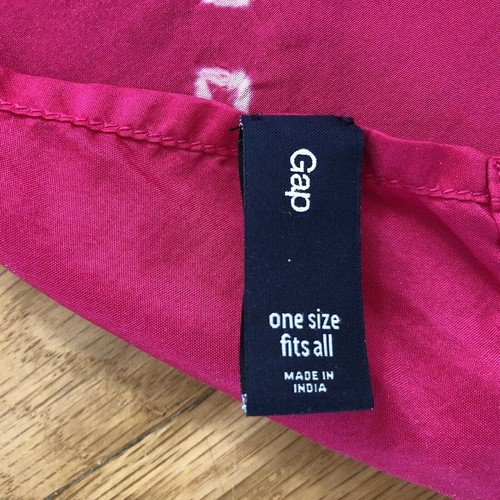 Gap
one size
fits all
MADE IN
INDIA